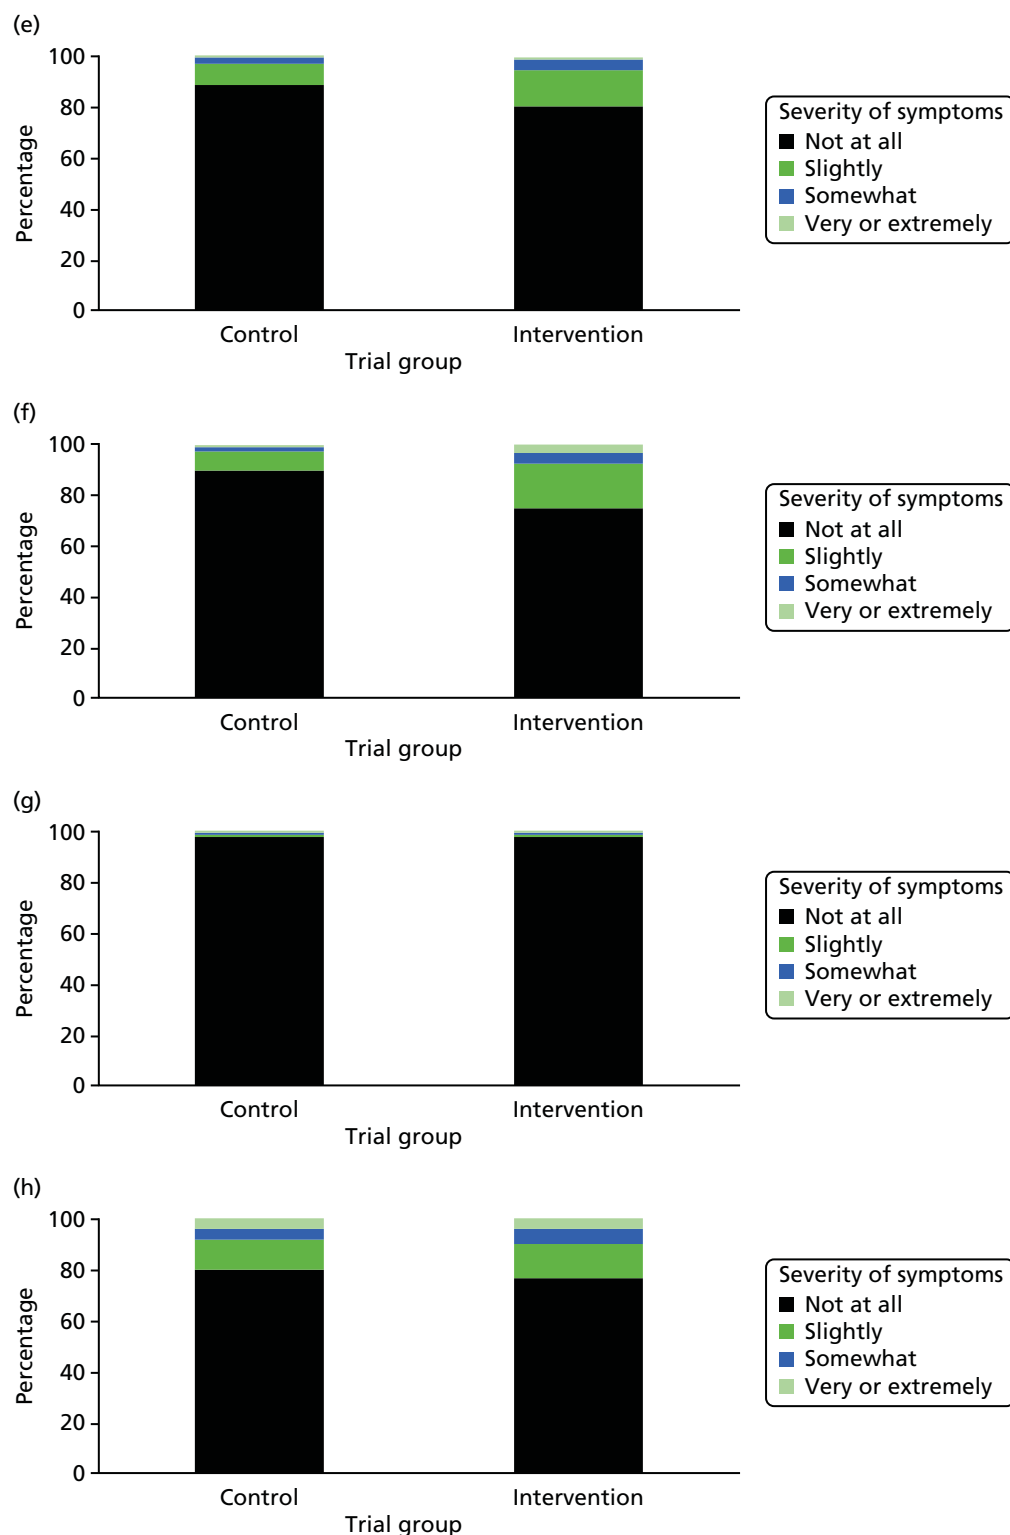 (e)
100
80
60
40
20
0
Percentage
Control
Intervention
Trial group
Severity of symptoms
Not at all
Slightly
Somewhat
Very or extremely
(f)
100
80
60
40
20
0
Percentage
Control
Intervention
Trial group
Severity of symptoms
Not at all
Slightly
Somewhat
Very or extremely
(g)
100
80
60
40
20
0
Percentage
Control
Intervention
Trial group
Severity of symptoms
Not at all
Slightly
Somewhat
Very or extremely
(h)
100
80
60
40
20
0
Percentage
Control
Intervention
Trial group
Severity of symptoms
Not at all
Slightly
Somewhat
Very or extremely